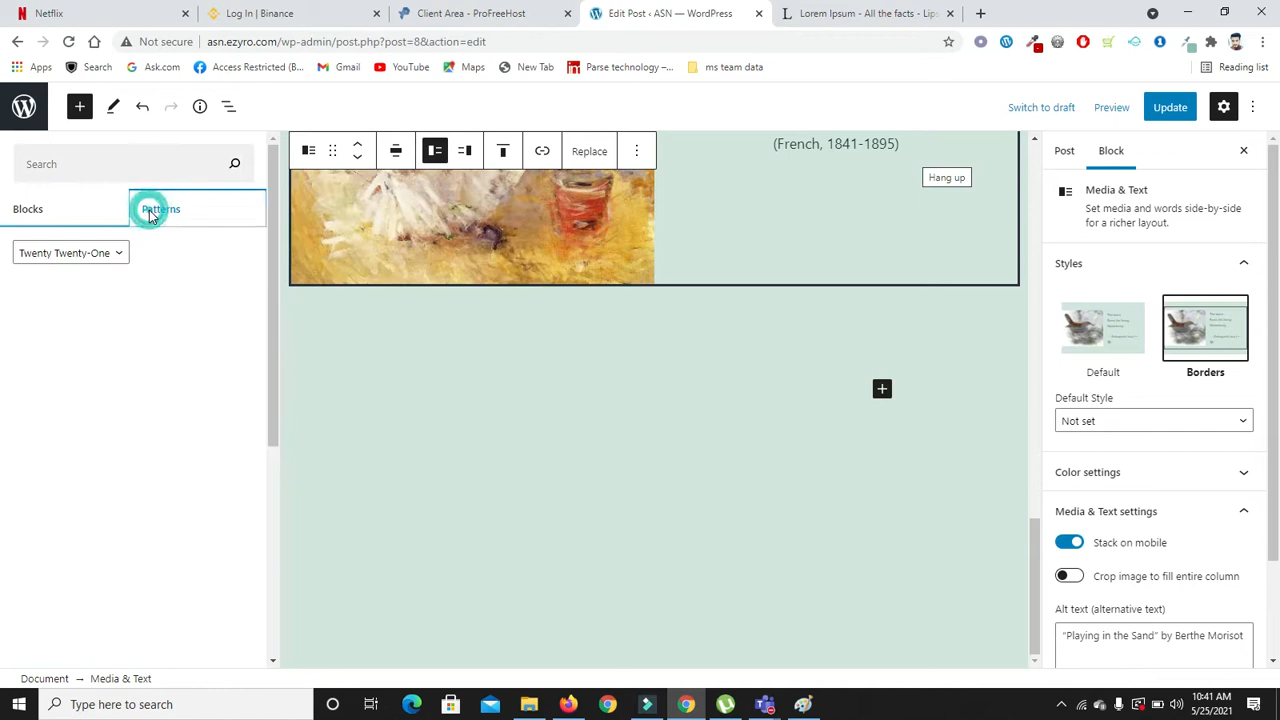 Netflix
Log In | Binance
Client Area - ProFreeHost
Edit Post ‹ ASN — WordPress
Lorem Ipsum - All the facts - Lips
Not secure
asn.ezyro.com/wp-admin/post.php?post=8&action=edit
Apps
Search
Ask.com
Access Restricted (B...
Gmail
YouTube
Maps
New Tab
Parse technology –...
ms team data
Reading list
Switch to draft
Preview
Update
Search
Blocks
Patterns
Twenty Twenty-One
Replace
(French, 1841-1895)
Hang up
Post
Block
Media & Text
Set media and words side-by-side
for a richer layout.
Styles
Default
Borders
Default Style
Not set
Color settings
Media & Text settings
Stack on mobile
Crop image to fill entire column
Alt text (alternative text)
“Playing in the Sand” by Berthe Morisot
Document → Media & Text
Type here to search
10:41 AM
5/25/2021